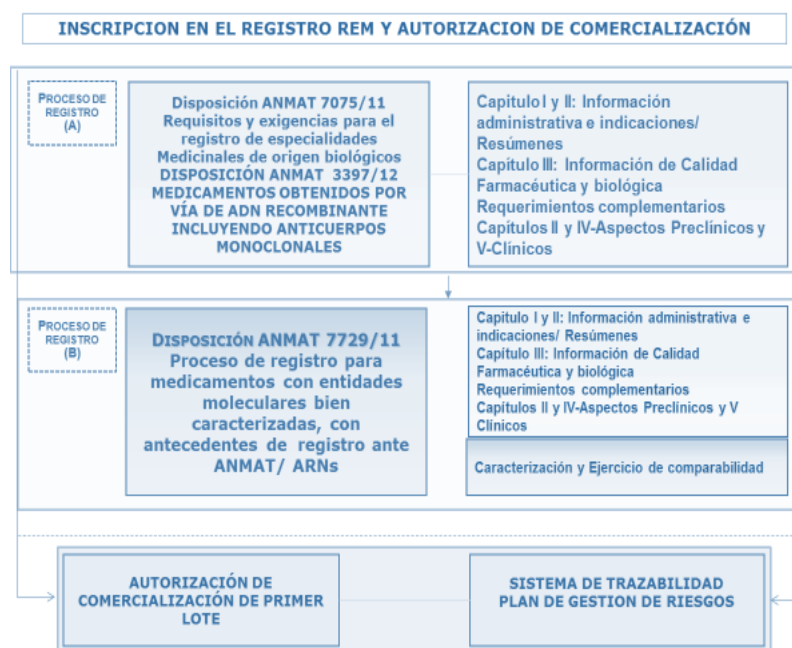 INSCRIPCION EN EL REGISTRO REM Y AUTORIZACION DE COMERCIALIZACIÓN
PROCESO DE
REGISTRO
(A)
Disposición ANMAT 7075/11
Requisitos y exigencias para el
registro de especialidades
Medicinales de origen biológicos
DISPOSICIÓN ANMAT 3397/12
MEDICAMENTOS OBTENIDOS POR
VÍA DE ADN RECOMBINANTE
INCLUYENDO ANTICUERPOS
MONOCLONALES
Capitulo I y II: Información
administrativa e indicaciones/
Resúmenes
Capítulo III: Información de Calidad
Farmacéutica y biológica
Requerimientos complementarios
Capítulos II y IV-Aspectos Preclínicos y
V-Clínicos
PROCESO DE
REGISTRO
(B)
DISPOSICIÓN ANMAT 7729/11
Proceso de registro para
medicamentos con entidades
moleculares bien
caracterizadas, con
antecedentes de registro ante
ANMAT/ ARNs
Capitulo I y II: Información administrativa e
indicaciones/ Resúmenes
Capítulo III: Información de Calidad
Farmacéutica y biológica
Requerimientos complementarios
Capítulos II y IV-Aspectos Preclínicos y V
Clínicos
Caracterización y Ejercicio de comparabilidad
AUTORIZACIÓN DE
COMERCIALIZACIÓN DE PRIMER
LOTE
SISTEMA DE TRAZABILIDAD
PLAN DE GESTION DE RIESGOS